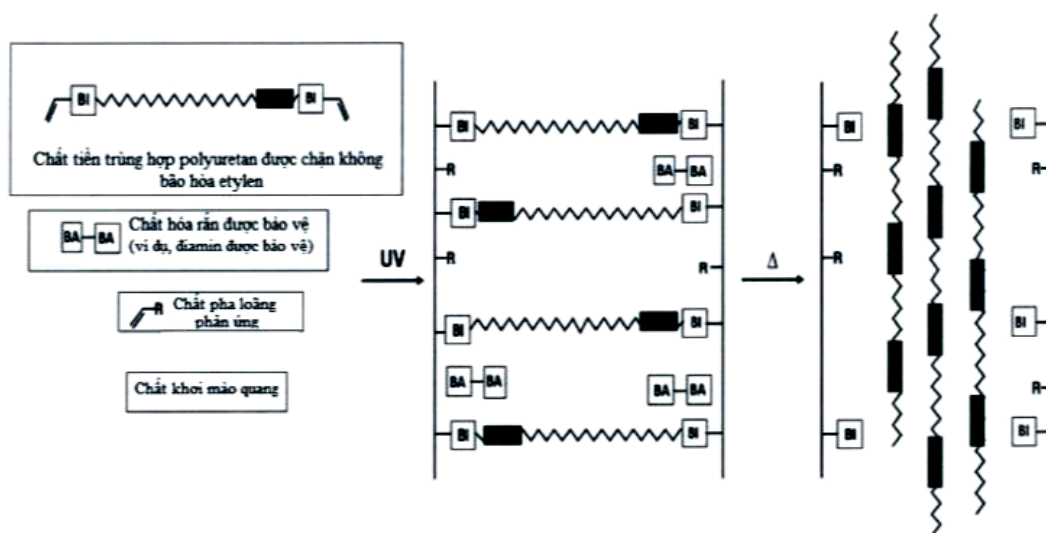 BI BI
Chất tiền trùng hợp polyuretan được chặn không
bão hòa etylen
BA BA Chất hóa rắn được bảo vệ
(ví dụ, điamin được bảo vệ)
R Chất pha loãng
phản ứng
Chất khơi mào quang
UV
BI BI
R BA BA
BI BI
R R
BI BI
BA BA BA BA
BI BI
Δ
BI BI
R R
R
BI
R
BI BI